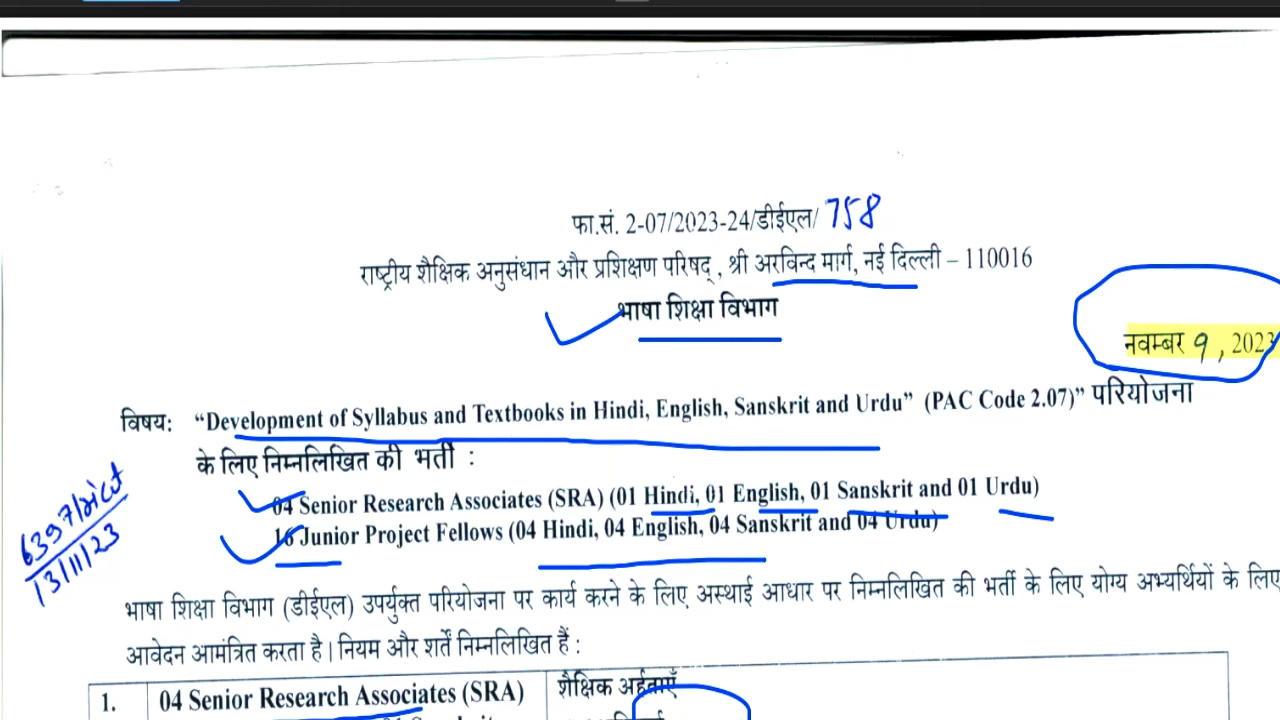 फा.सं. 2-07/2023-24/डीईएल/ 758
राष्ट्रीय शैक्षिक अनुसंधान और प्रशिक्षण परिषद्, श्री अरविन्द मार्ग, नई दिल्ली – 110016
भाषा शिक्षा विभाग
नवम्बर 9, 2023
विषय: “Development of Syllabus and Textbooks in Hindi, English, Sanskrit and Urdu” (PAC Code 2.07)” परियोजना
के लिए निम्नलिखित की भर्ती :
04 Senior Research Associates (SRA) (01 Hindi, 01 English, 01 Sanskrit and 01 Urdu)
16 Junior Project Fellows (04 Hindi, 04 English, 04 Sanskrit and 04 Urdu)
13/11/23
भाषा शिक्षा विभाग (डीईएल) उपर्युक्त परियोजना पर कार्य करने के लिए अस्थाई आधार पर निम्नलिखित की भर्ती के लिए योग्य अभ्यर्थियों के लिए
आवेदन आमंत्रित करता है। नियम और शर्तें निम्नलिखित हैं :
1. 04 Senior Research Associates (SRA) शैक्षिक अर्हताएँ